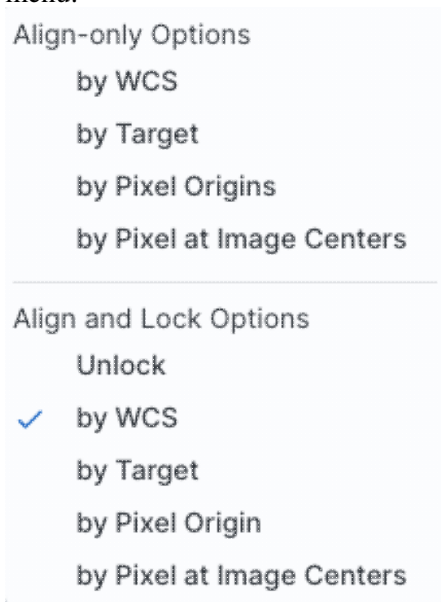 menu.
Align-only Options
by WCS
by Target
by Pixel Origins
by Pixel at Image Centers
Align and Lock Options
Unlock
by WCS
by Target
by Pixel Origin
by Pixel at Image Centers